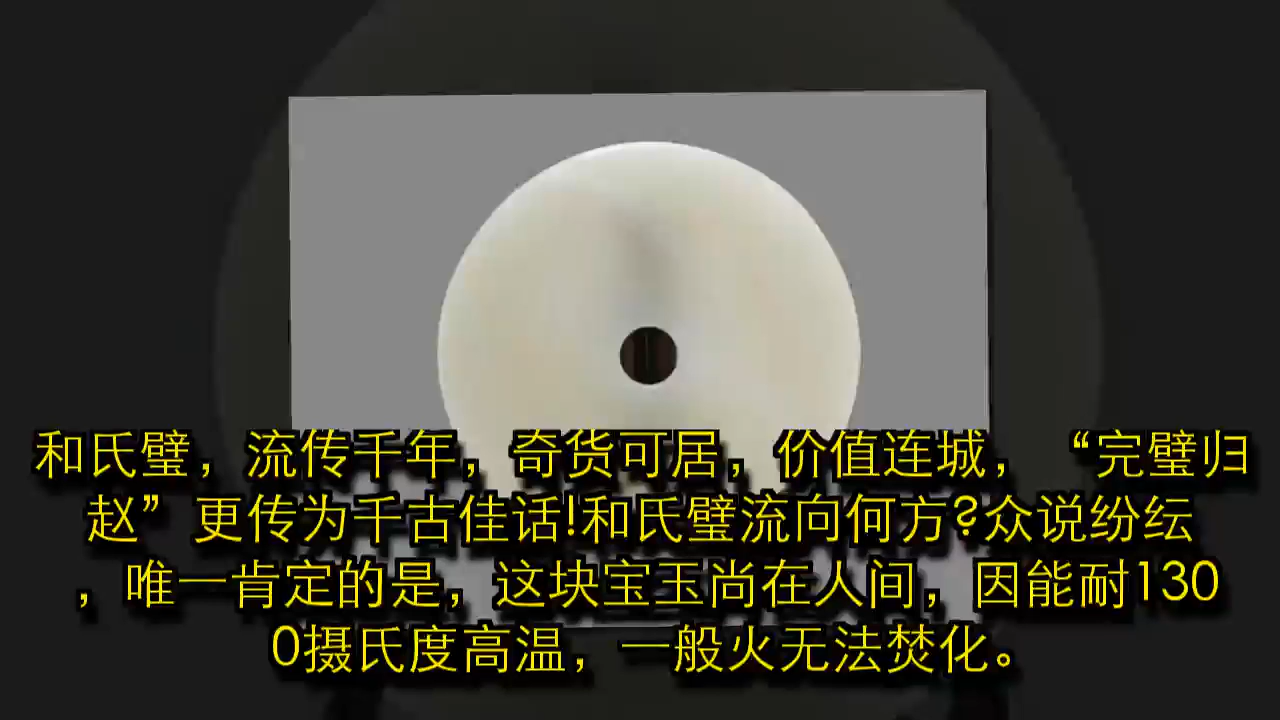 和氏璧，流传千年，奇货可居，价值连城，“完璧归
赵”更传为千古佳话!和氏璧流向何方?众说纷纭
，唯一肯定的是，这块宝玉尚在人间，因能耐130
0摄氏度高温，一般火无法焚化。